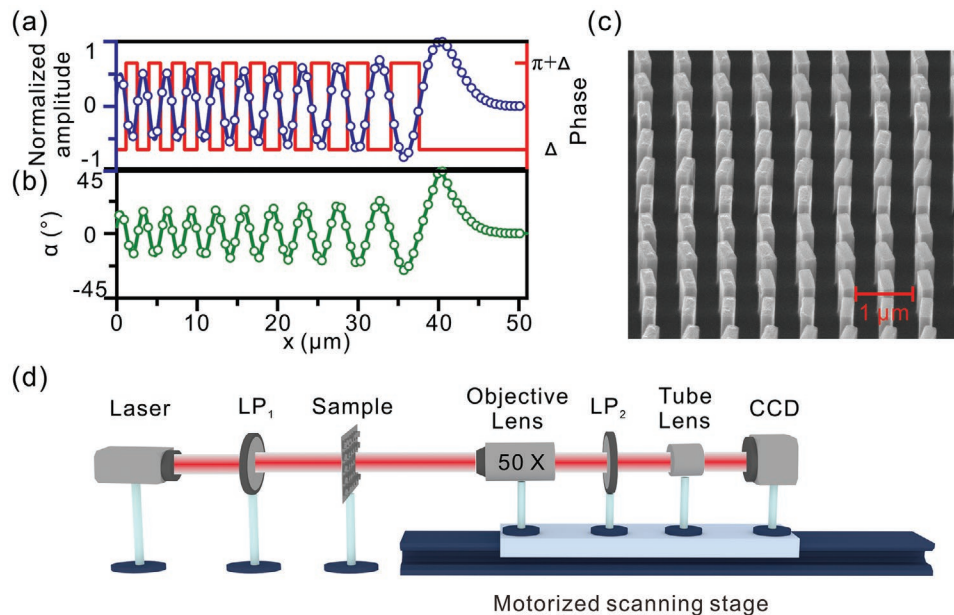 (a)
Normalized
amplitude
1
0
-1
π+Δ
Δ
Phase
(b)
α (°)
45
0
-45
0 10 20 30 40 50
x (μm)
(c)
1 μm
(d)
Laser
LP₁
Sample
Objective
Lens
50 X
LP₂
Tube
Lens
CCD
Motorized scanning stage